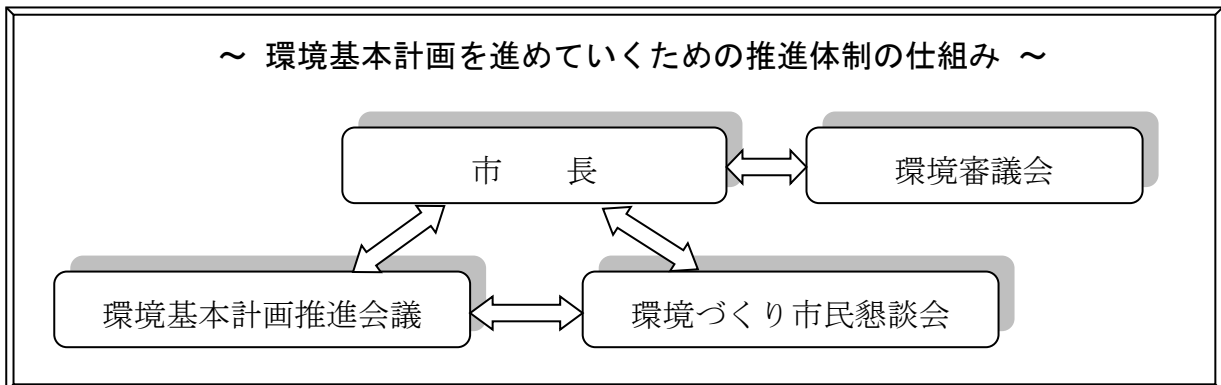 ～ 環境基本計画を進めていくための推進体制の仕組み ～
市　　長
環境審議会
環境基本計画推進会議
環境づくり市民懇談会